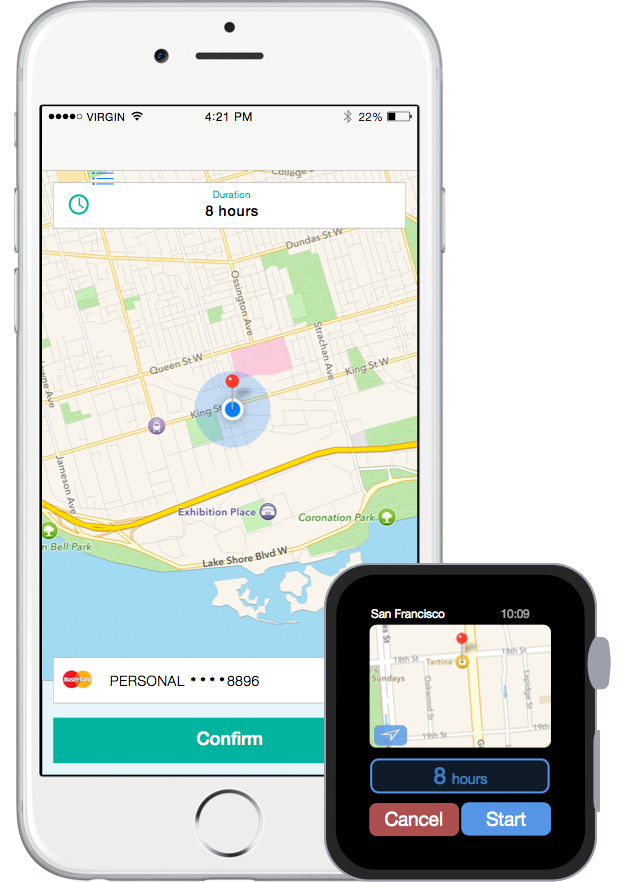 VIRGIN 4:21 PM 22%
College S
Duration
8 hours
Dundas St W
Ossington Ave
Strachan Ave
Queen St W
King St W
King St
Jameson Ave
Exhibition Place
Coronation Park
n Bell Park
Lake Shore Blvd W
MasterCard PERSONAL ****8896
Confirm
San Francisco 10:09
18th St
18th St
Tartine
Sundays
Oakwood St
Lapidge St
19th St
19th
8 hours
Cancel Start